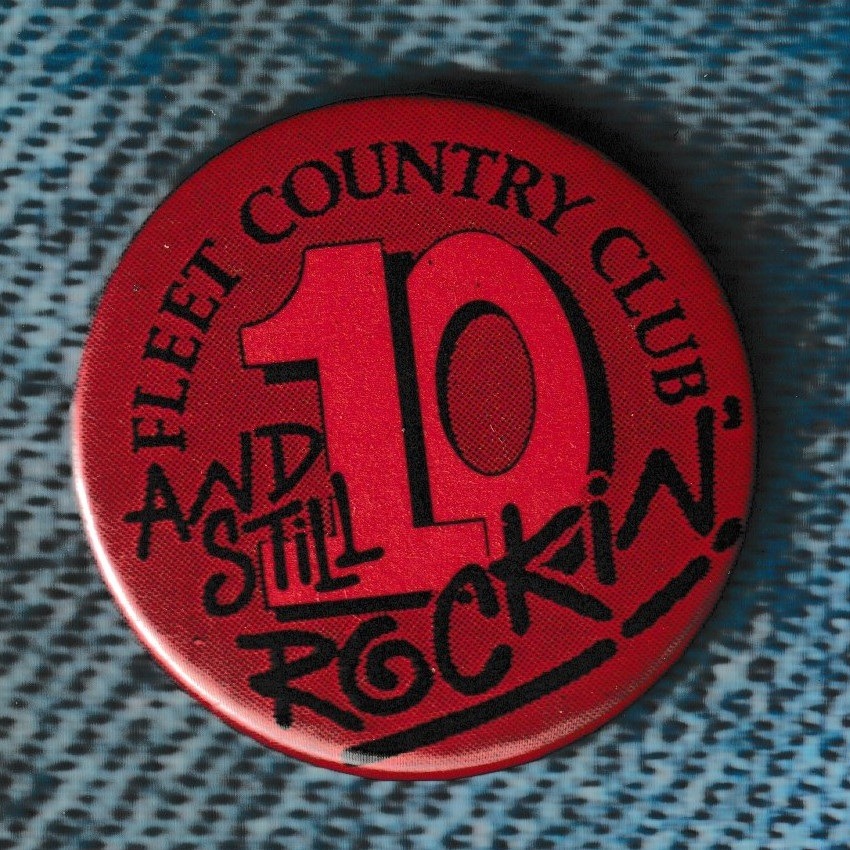 FLEET COUNTRY CLUB
10
AND
STiLL
ROCKiN'.